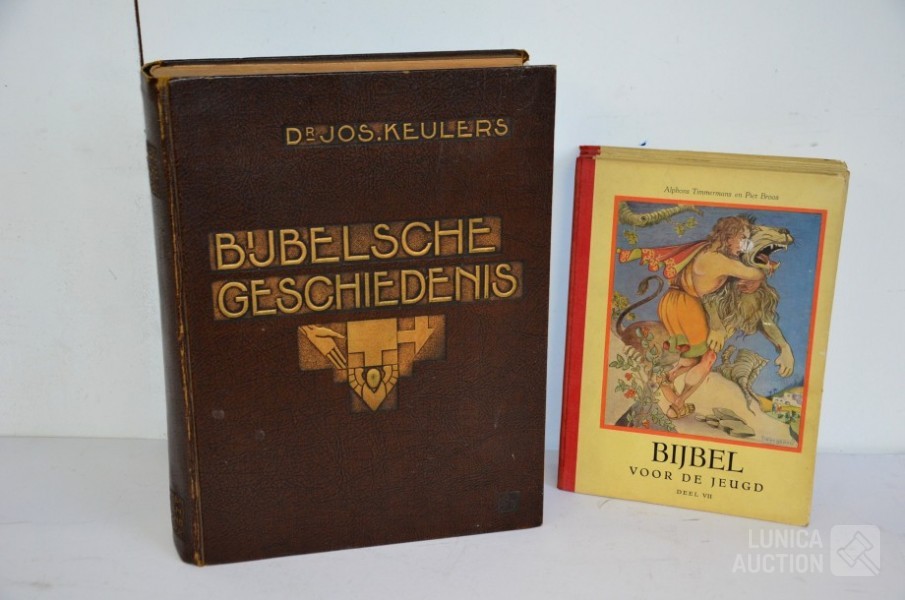 DR JOS. KEULERS
BIJBELSCHE
GESCHIEDENIS
Alphons Timmermans en Piet Broos
BIJBEL
VOOR DE JEUGD
DEEL VII
LUNICA
AUCTION